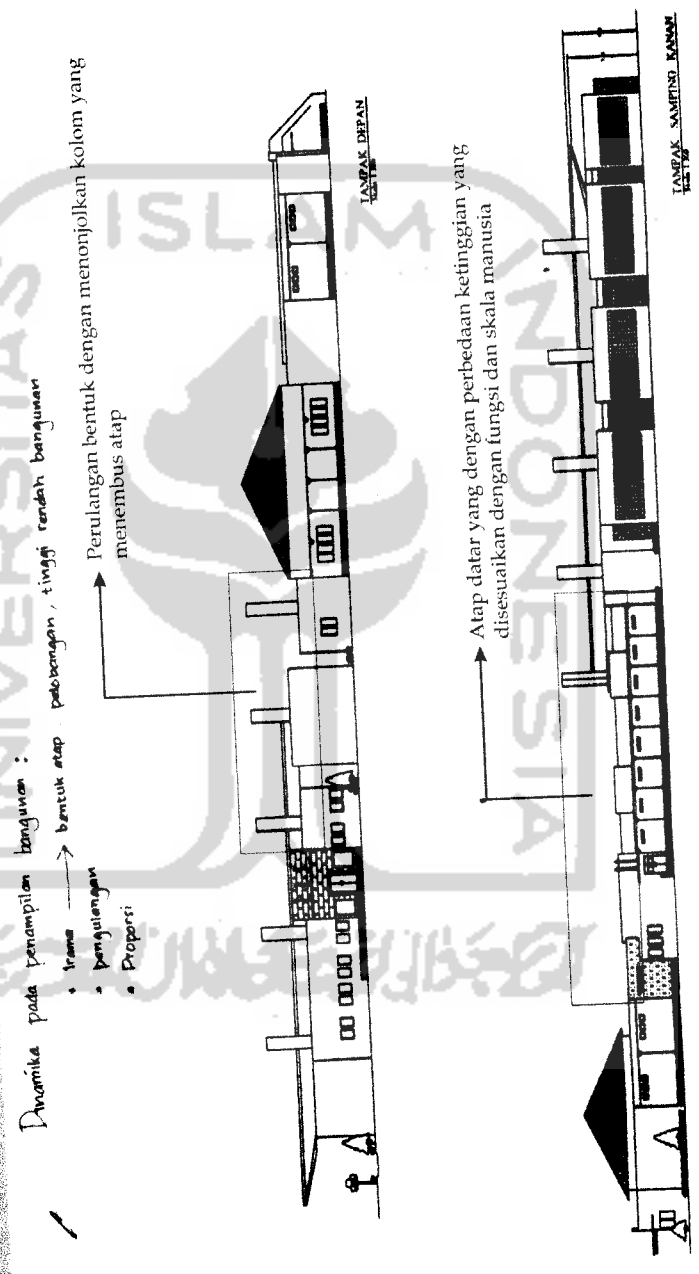 Dinamika pada penampilan bangunan :
• Irama → bentuk atap, pelobangan, tinggi rendah bangunan
• pengulangan
• Proporsi
Perulangan bentuk dengan menonjolkan kolom yang
menembus atap
TAMPAK DEPAN
Atap datar yang dengan perbedaan ketinggian yang
disesuaikan dengan fungsi dan skala manusia
TAMPAK SAMPING KANAN
UNIVERSITAS ISLAM INDONESIA